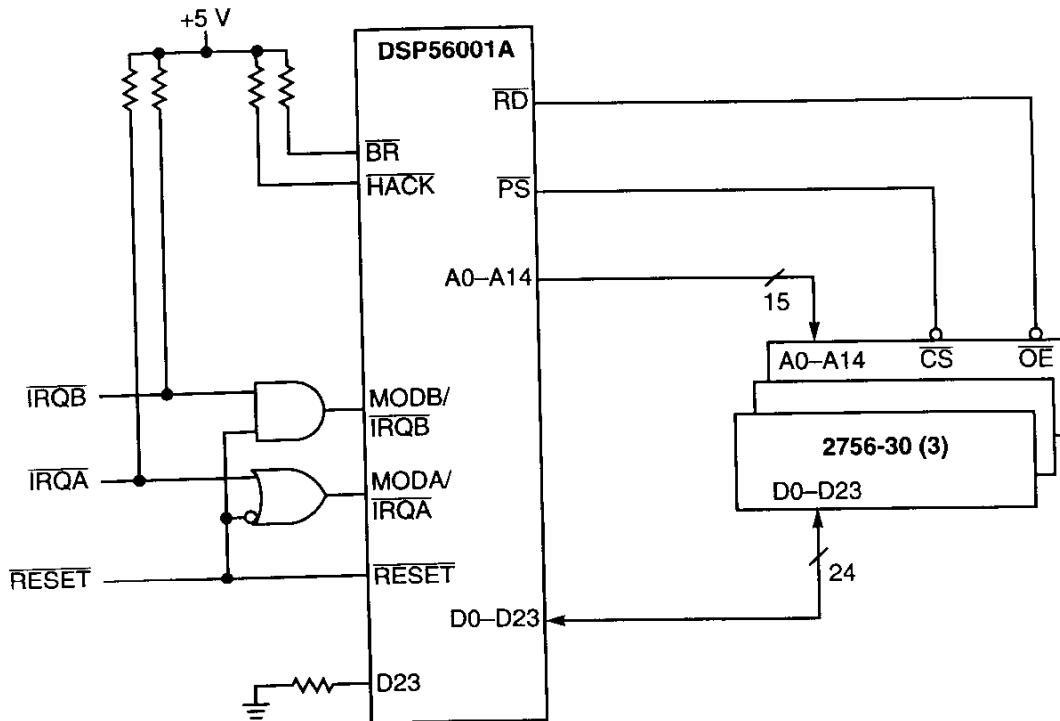 +5 V
DSP56001A
RD
BR
HACK
PS
A0–A14
15
A0–A14
CS
OE
IRQB
MODB/
IRQB
2756-30 (3)
IRQA
MODA/
IRQA
D0–D23
RESET
RESET
24
D0–D23
D23